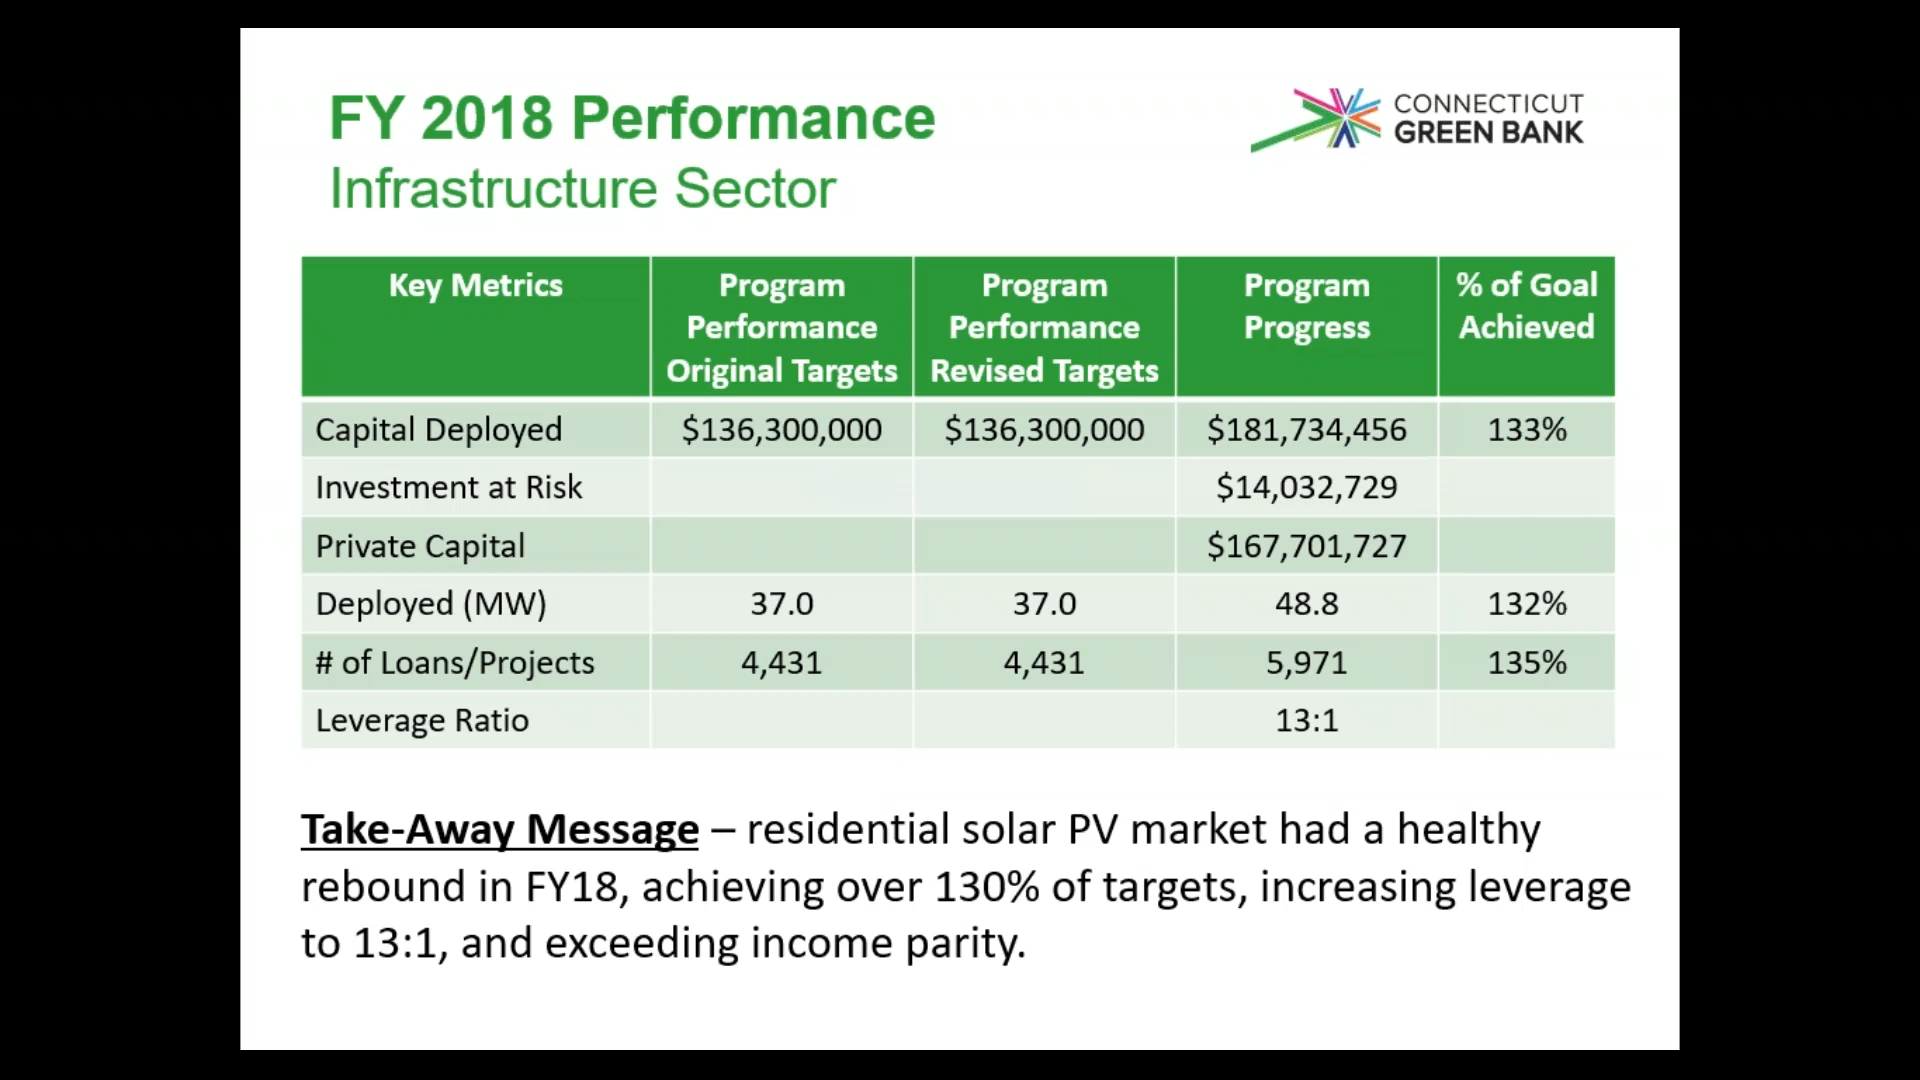 FY 2018 Performance
Infrastructure Sector
CONNECTICUT
GREEN BANK
Key Metrics Program Performance Original Targets Program Performance Revised Targets Program Progress % of Goal Achieved
Capital Deployed $136,300,000 $136,300,000 $181,734,456 133%
Investment at Risk $14,032,729
Private Capital $167,701,727
Deployed (MW) 37.0 37.0 48.8 132%
# of Loans/Projects 4,431 4,431 5,971 135%
Leverage Ratio 13:1
Take-Away Message – residential solar PV market had a healthy
rebound in FY18, achieving over 130% of targets, increasing leverage
to 13:1, and exceeding income parity.